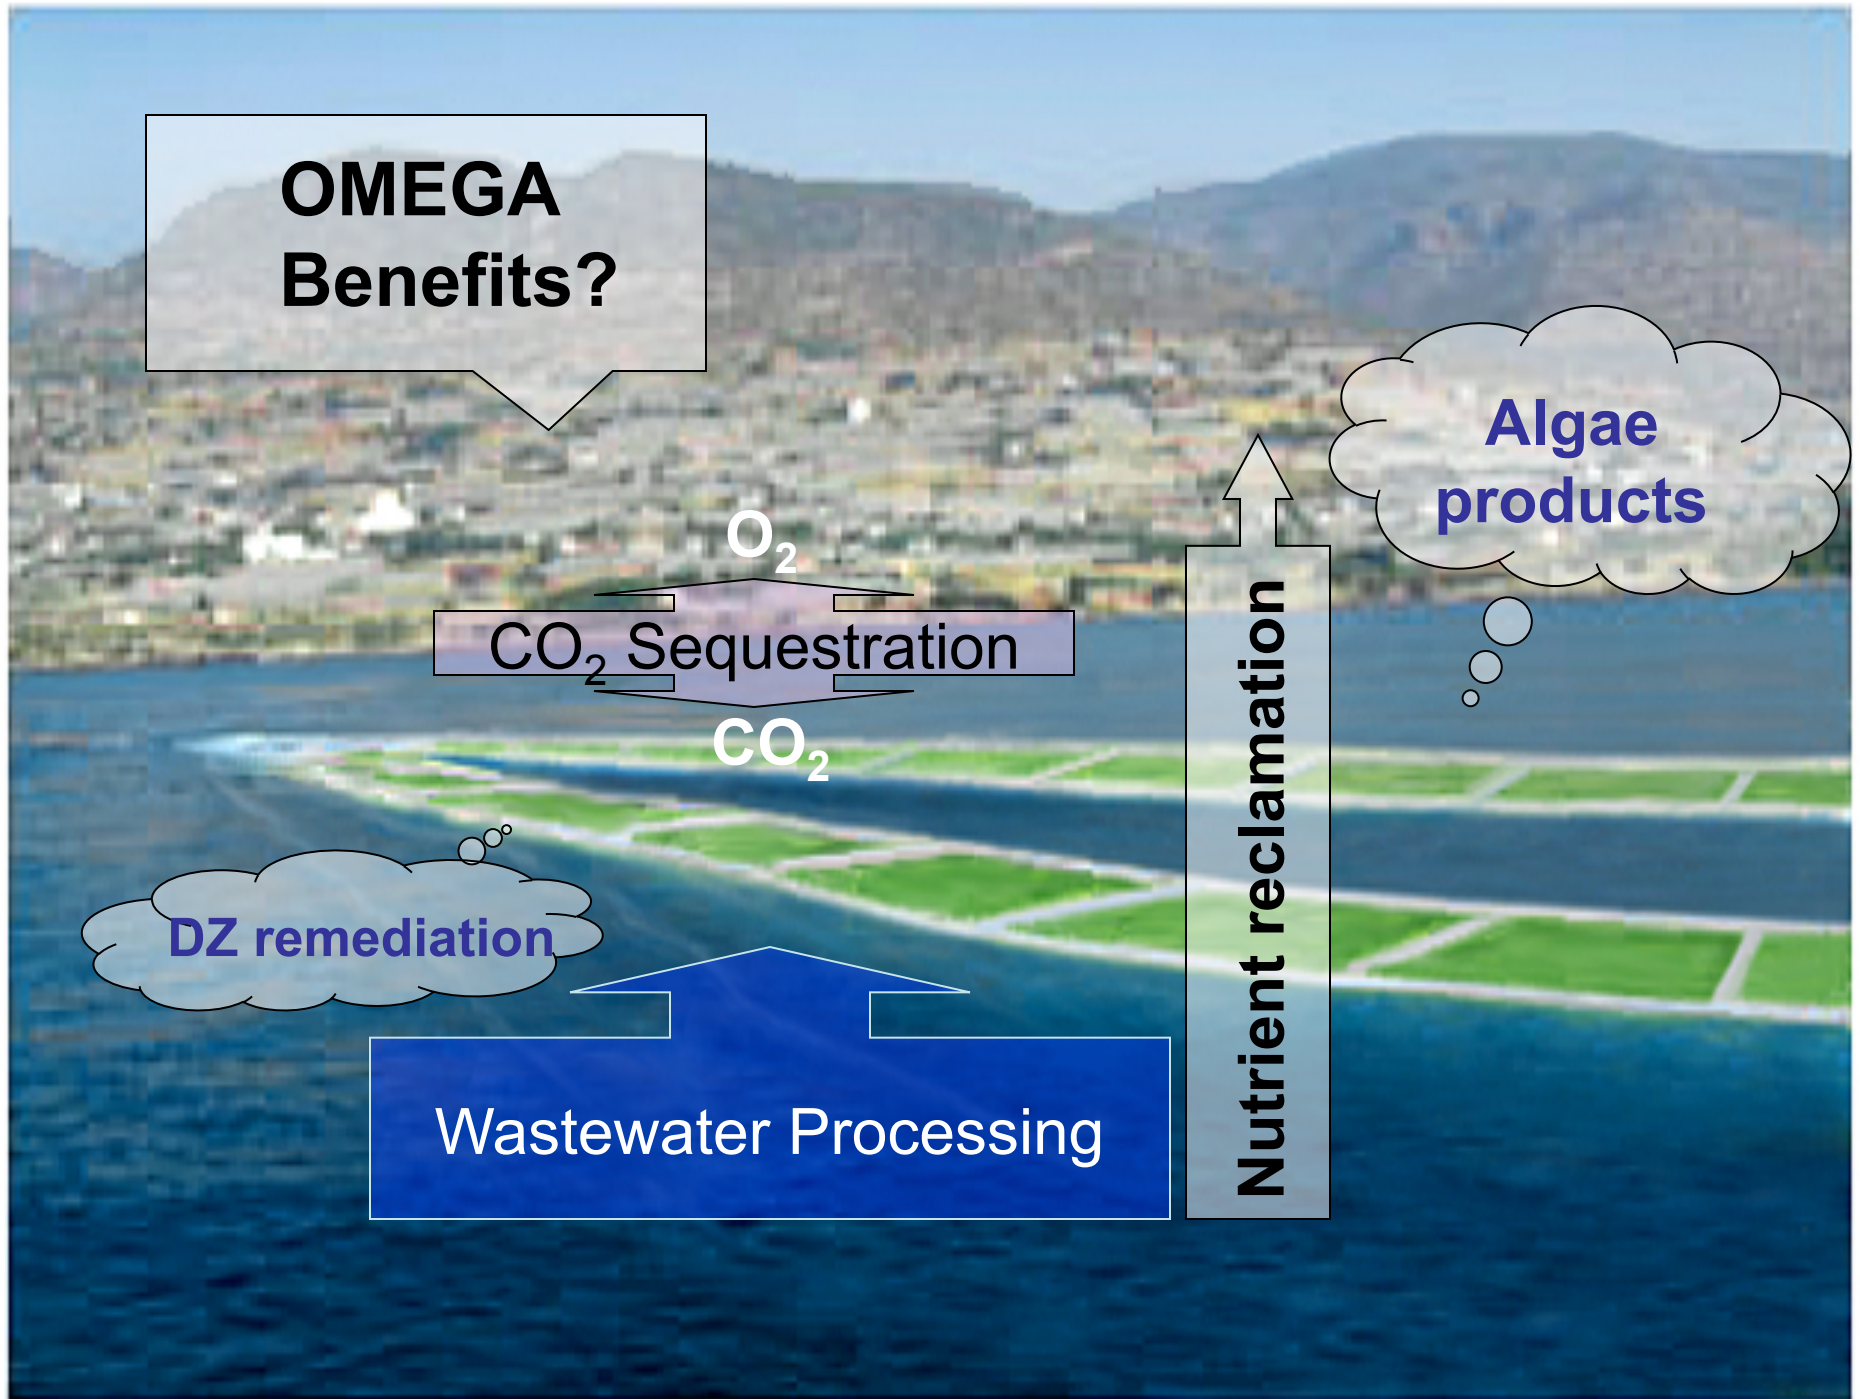 OMEGA
Benefits?
Algae
products
O₂
CO₂ Sequestration
CO₂
Nutrient reclamation
DZ remediation
Wastewater Processing